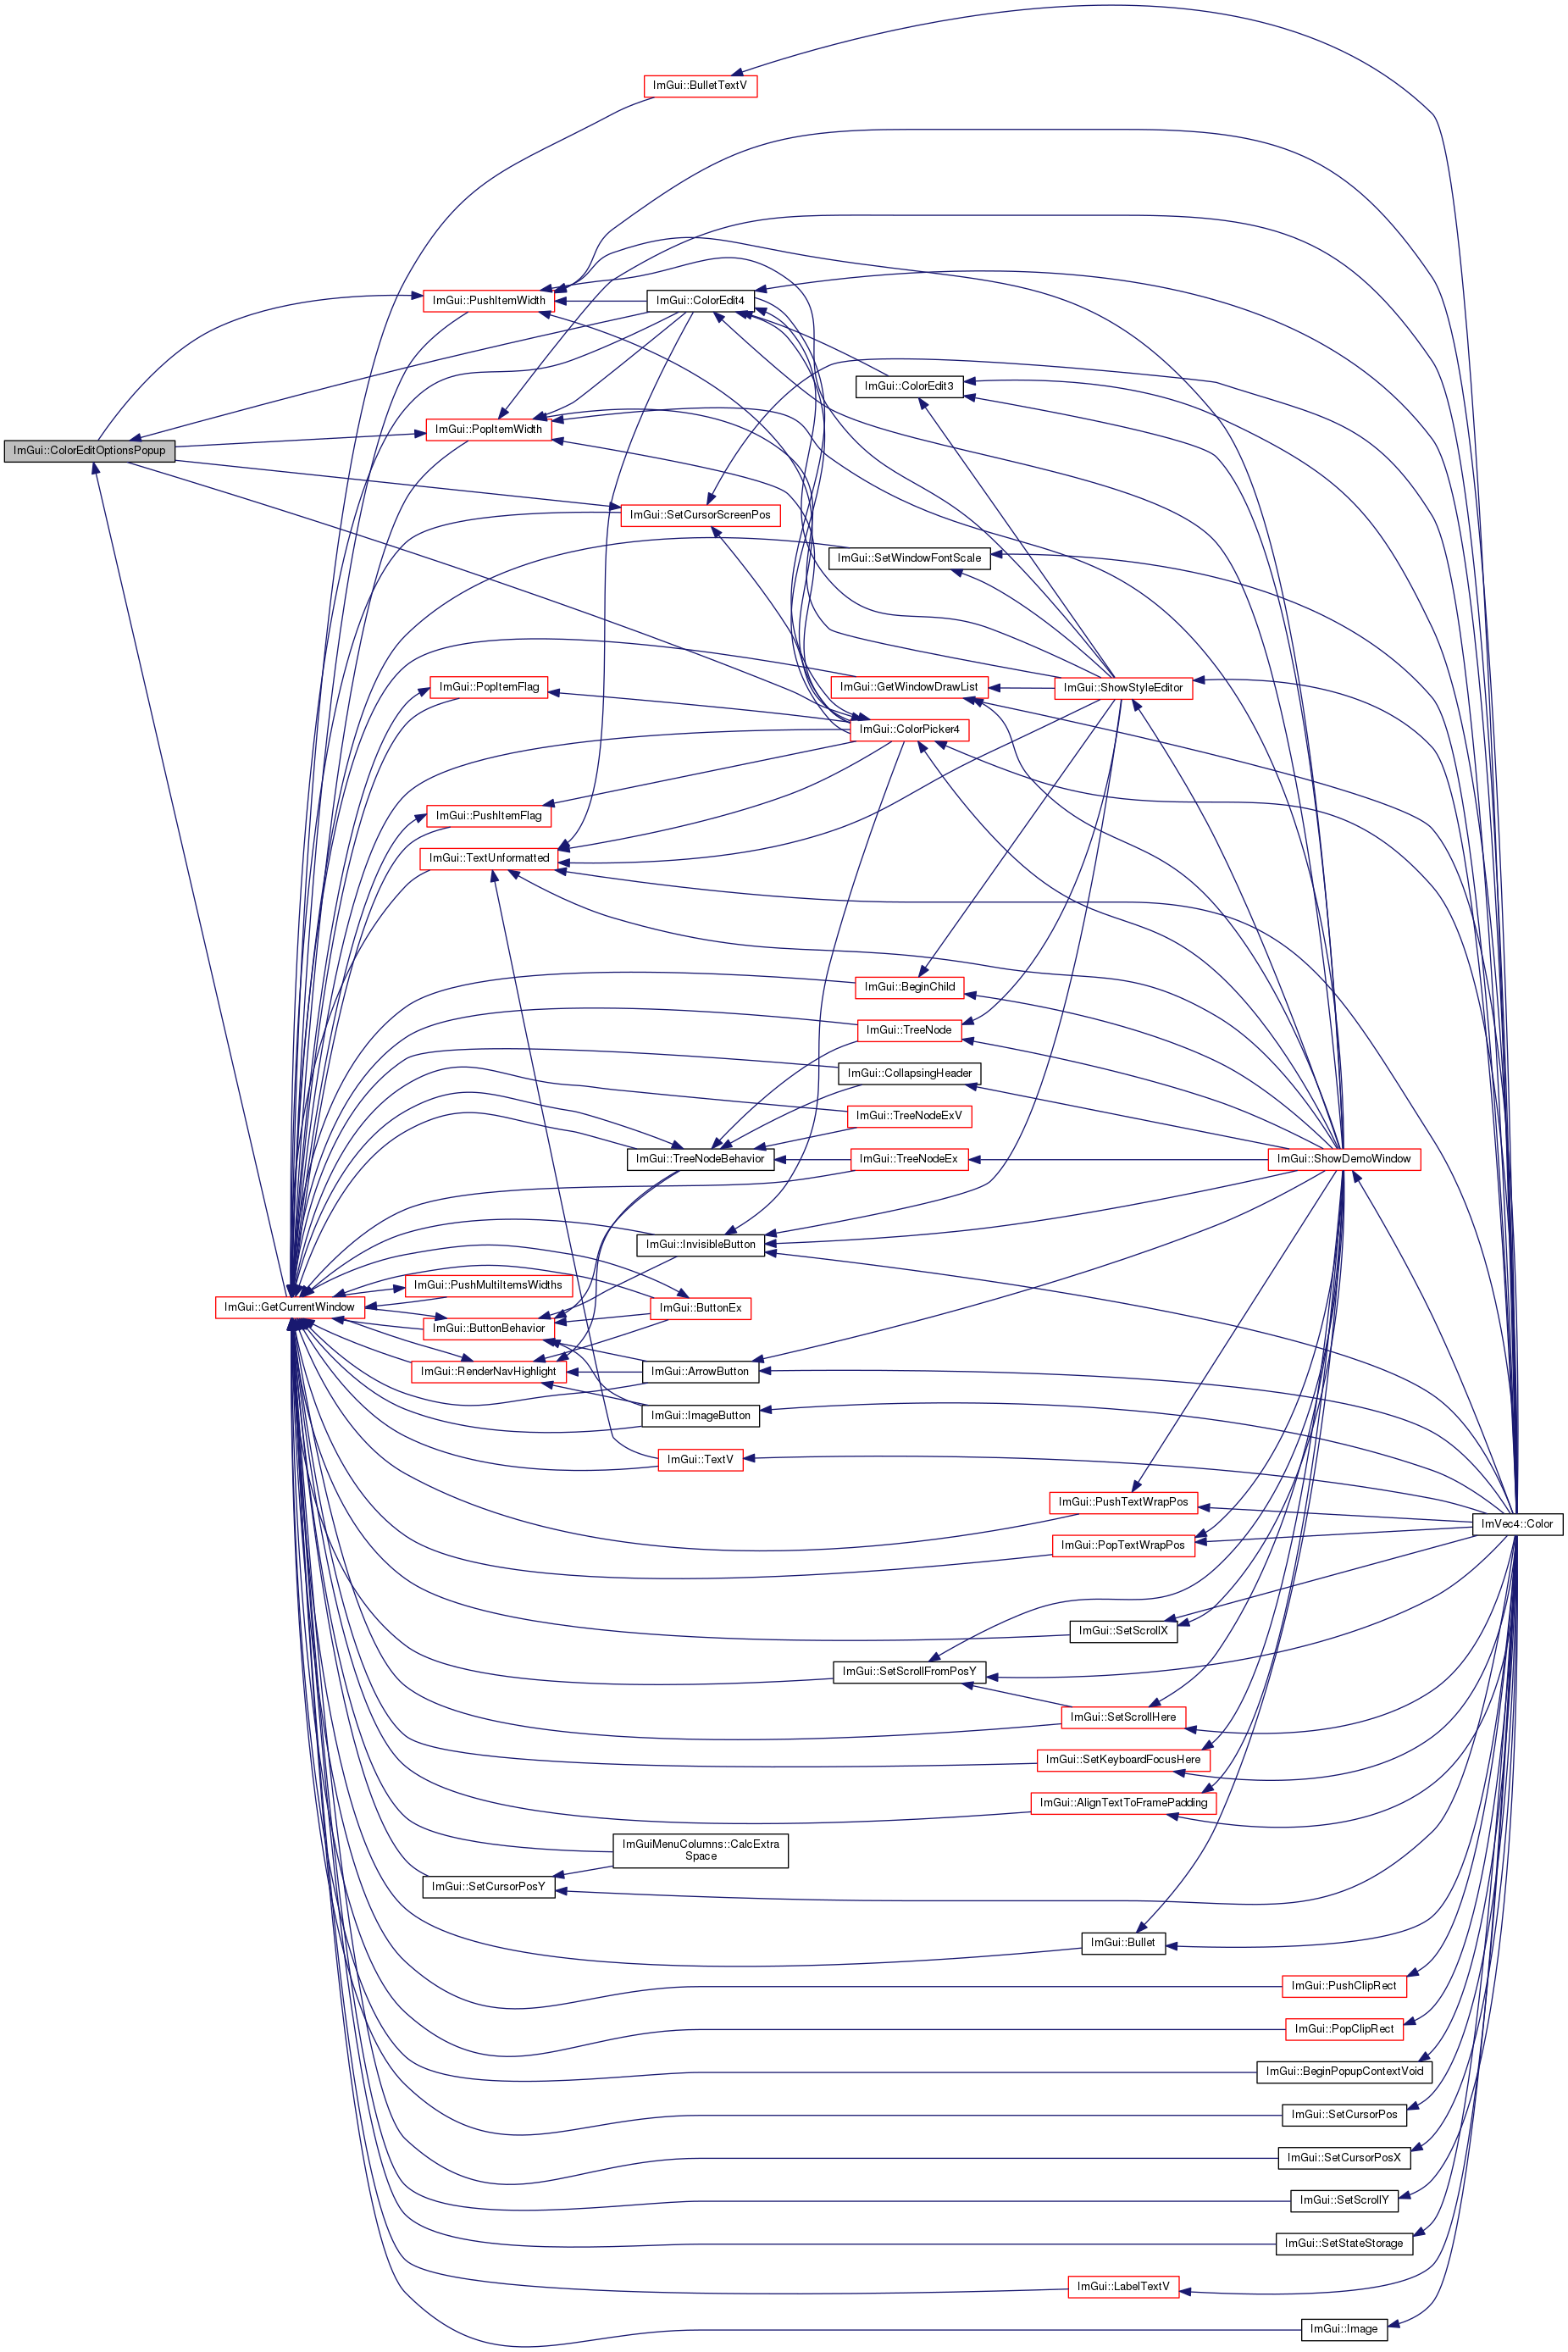 ImGui::BulletTextV
ImGui::PushItemWidth
ImGui::ColorEdit4
ImGui::ColorEdit3
ImGui::PopItemWidth
ImGui::ColorEditOptionsPopup
ImGui::SetCursorScreenPos
ImGui::SetWindowFontScale
ImGui::PopItemFlag
ImGui::GetWindowDrawList
ImGui::ShowStyleEditor
ImGui::ColorPicker4
ImGui::PushItemFlag
ImGui::TextUnformatted
ImGui::BeginChild
ImGui::TreeNode
ImGui::CollapsingHeader
ImGui::TreeNodeExV
ImGui::TreeNodeBehavior
ImGui::TreeNodeEx
ImGui::ShowDemoWindow
ImGui::InvisibleButton
ImGui::PushMultiItemsWidths
ImGui::GetCurrentWindow
ImGui::ButtonEx
ImGui::ButtonBehavior
ImGui::RenderNavHighlight
ImGui::ArrowButton
ImGui::ImageButton
ImGui::TextV
ImGui::PushTextWrapPos
ImVec4::Color
ImGui::PopTextWrapPos
ImGui::SetScrollX
ImGui::SetScrollFromPosY
ImGui::SetScrollHere
ImGui::SetKeyboardFocusHere
ImGui::AlignTextToFramePadding
ImGuiMenuColumns::CalcExtra
Space
ImGui::SetCursorPosY
ImGui::Bullet
ImGui::PushClipRect
ImGui::PopClipRect
ImGui::BeginPopupContextVoid
ImGui::SetCursorPos
ImGui::SetCursorPosX
ImGui::SetScrollY
ImGui::SetStateStorage
ImGui::LabelTextV
ImGui::Image